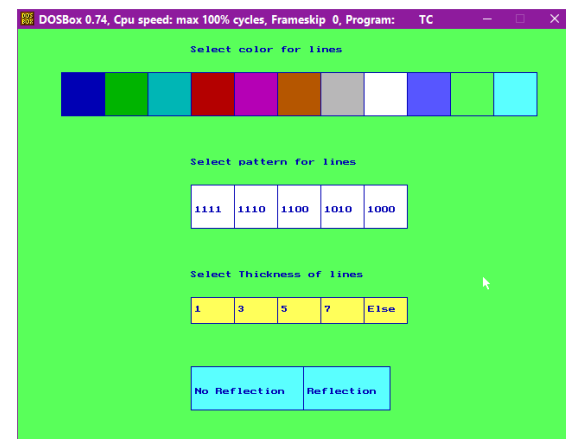 DOSBox 0.74, Cpu speed: max 100% cycles, Frameskip 0, Program: TC
Select color for lines
Select pattern for lines
1111 1110 1100 1010 1000
Select Thickness of lines
1 3 5 7 Else
No Reflection Reflection